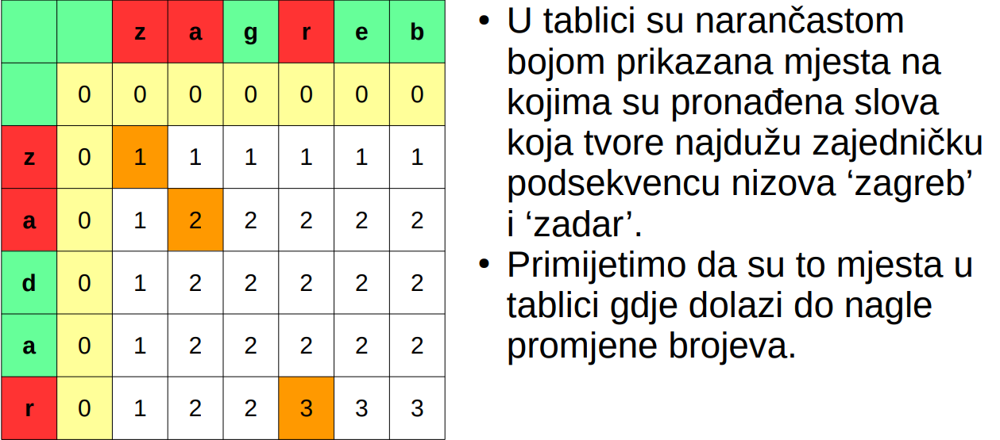 z a g r e b
0 0 0 0 0 0 0
z 0 1 1 1 1 1 1
a 0 1 2 2 2 2 2
d 0 1 2 2 2 2 2
a 0 1 2 2 2 2 2
r 0 1 2 2 3 3 3
• U tablici su narančastom
bojom prikazana mjesta na
kojima su pronađena slova
koja tvore najdužu zajedničku
podsekvencu nizova ‘zagreb’
i ‘zadar’.
• Primijetimo da su to mjesta u
tablici gdje dolazi do nagle
promjene brojeva.